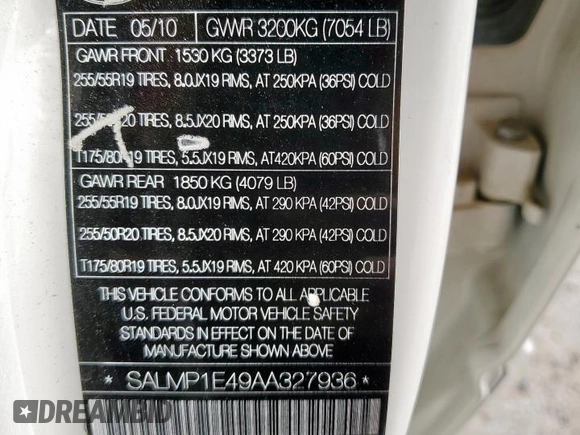 DATE 05/10 GVWR 3200KG (7054 LB)
GAWR FRONT 1530 KG (3373 LB)
255/55R19 TIRES, 8.0JX19 RIMS, AT 250KPA (36PSI) COLD
255/50R20 TIRES, 8.5JX20 RIMS, AT 250KPA (36PSI) COLD
T175/80R19 TIRES, 5.5JX19 RIMS, AT420KPA (60PSI) COLD
GAWR REAR 1850 KG (4079 LB)
255/55R19 TIRES, 8.0JX19 RIMS, AT 290 KPA (42PSI) COLD
255/50R20 TIRES, 8.5JX20 RIMS, AT 290 KPA (42PSI) COLD
T175/80R19 TIRES, 5.5JX19 RIMS, AT 420 KPA (60PSI) COLD
THIS VEHICLE CONFORMS TO ALL APPLICABLE
U.S. FEDERAL MOTOR VEHICLE SAFETY
STANDARDS IN EFFECT ON THE DATE OF
MANUFACTURE SHOWN ABOVE.
* SALMP1E49AA327936 *
DREAMBID